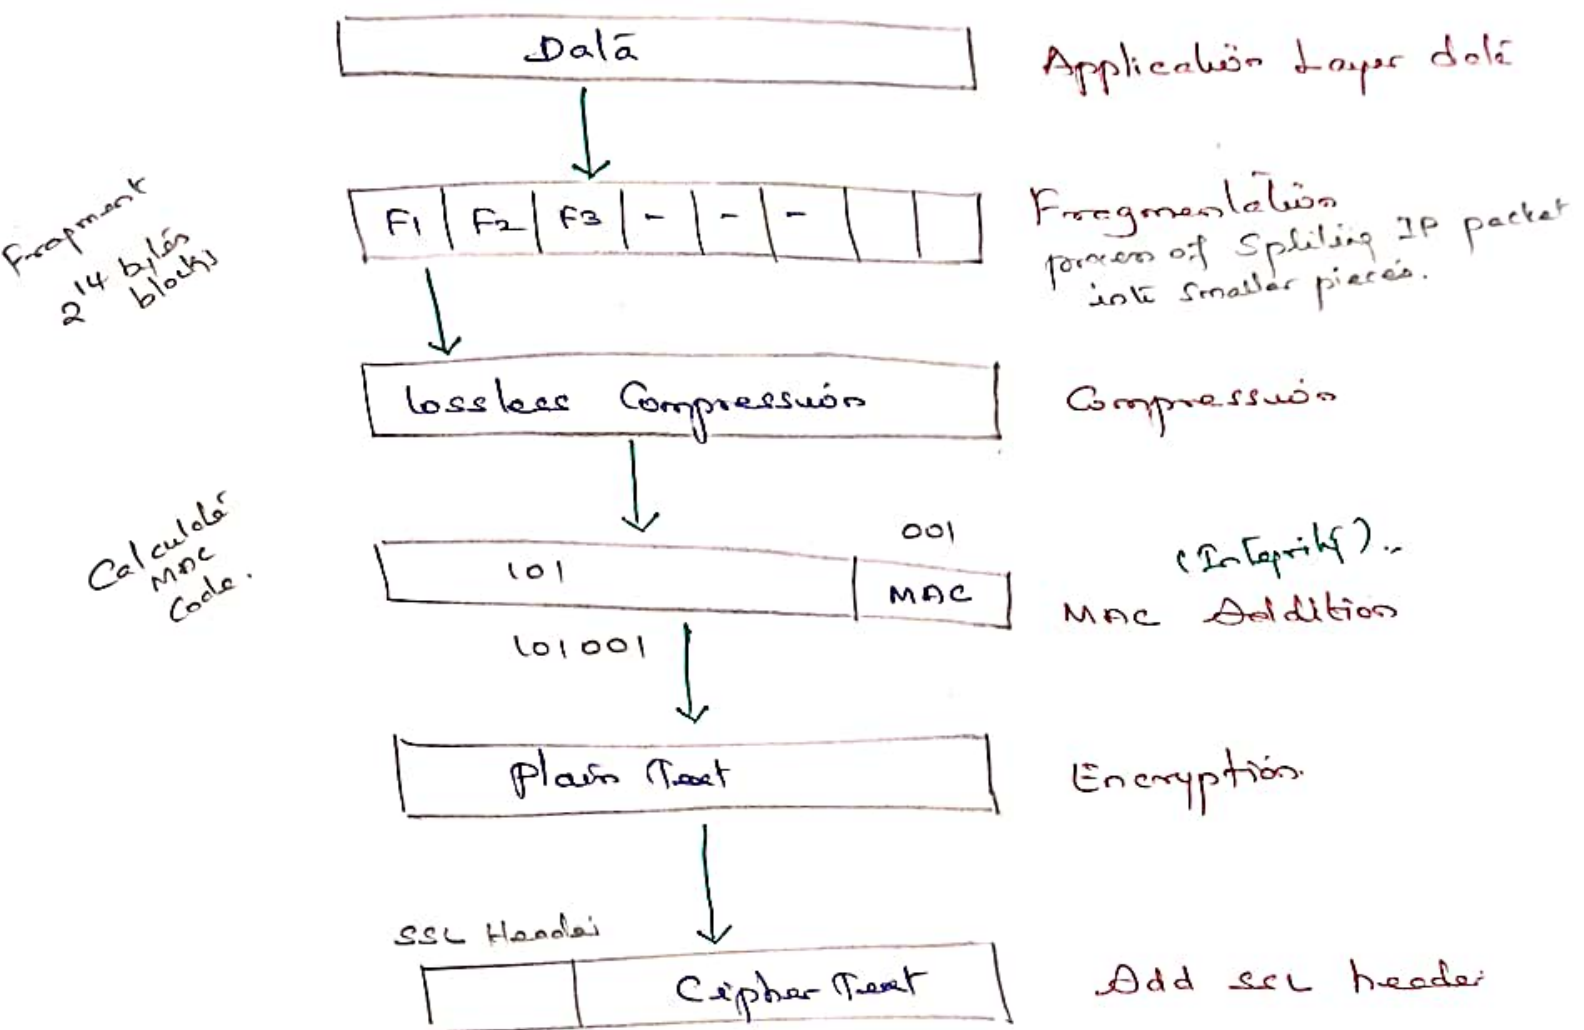 Data
Application Layer data
Fragment
2^14 bytes
blocks
F1 F2 F3 - - -
Fragmentation
process of Spliting IP packet
into smaller pieces.
lossless Compression
Compression
Calculate
MAC
Code.
101
001
MAC
(Integrity)..
MAC Addition
101001
Plain Text
Encryption.
SSL Header
Cipher Text
Add SSL header